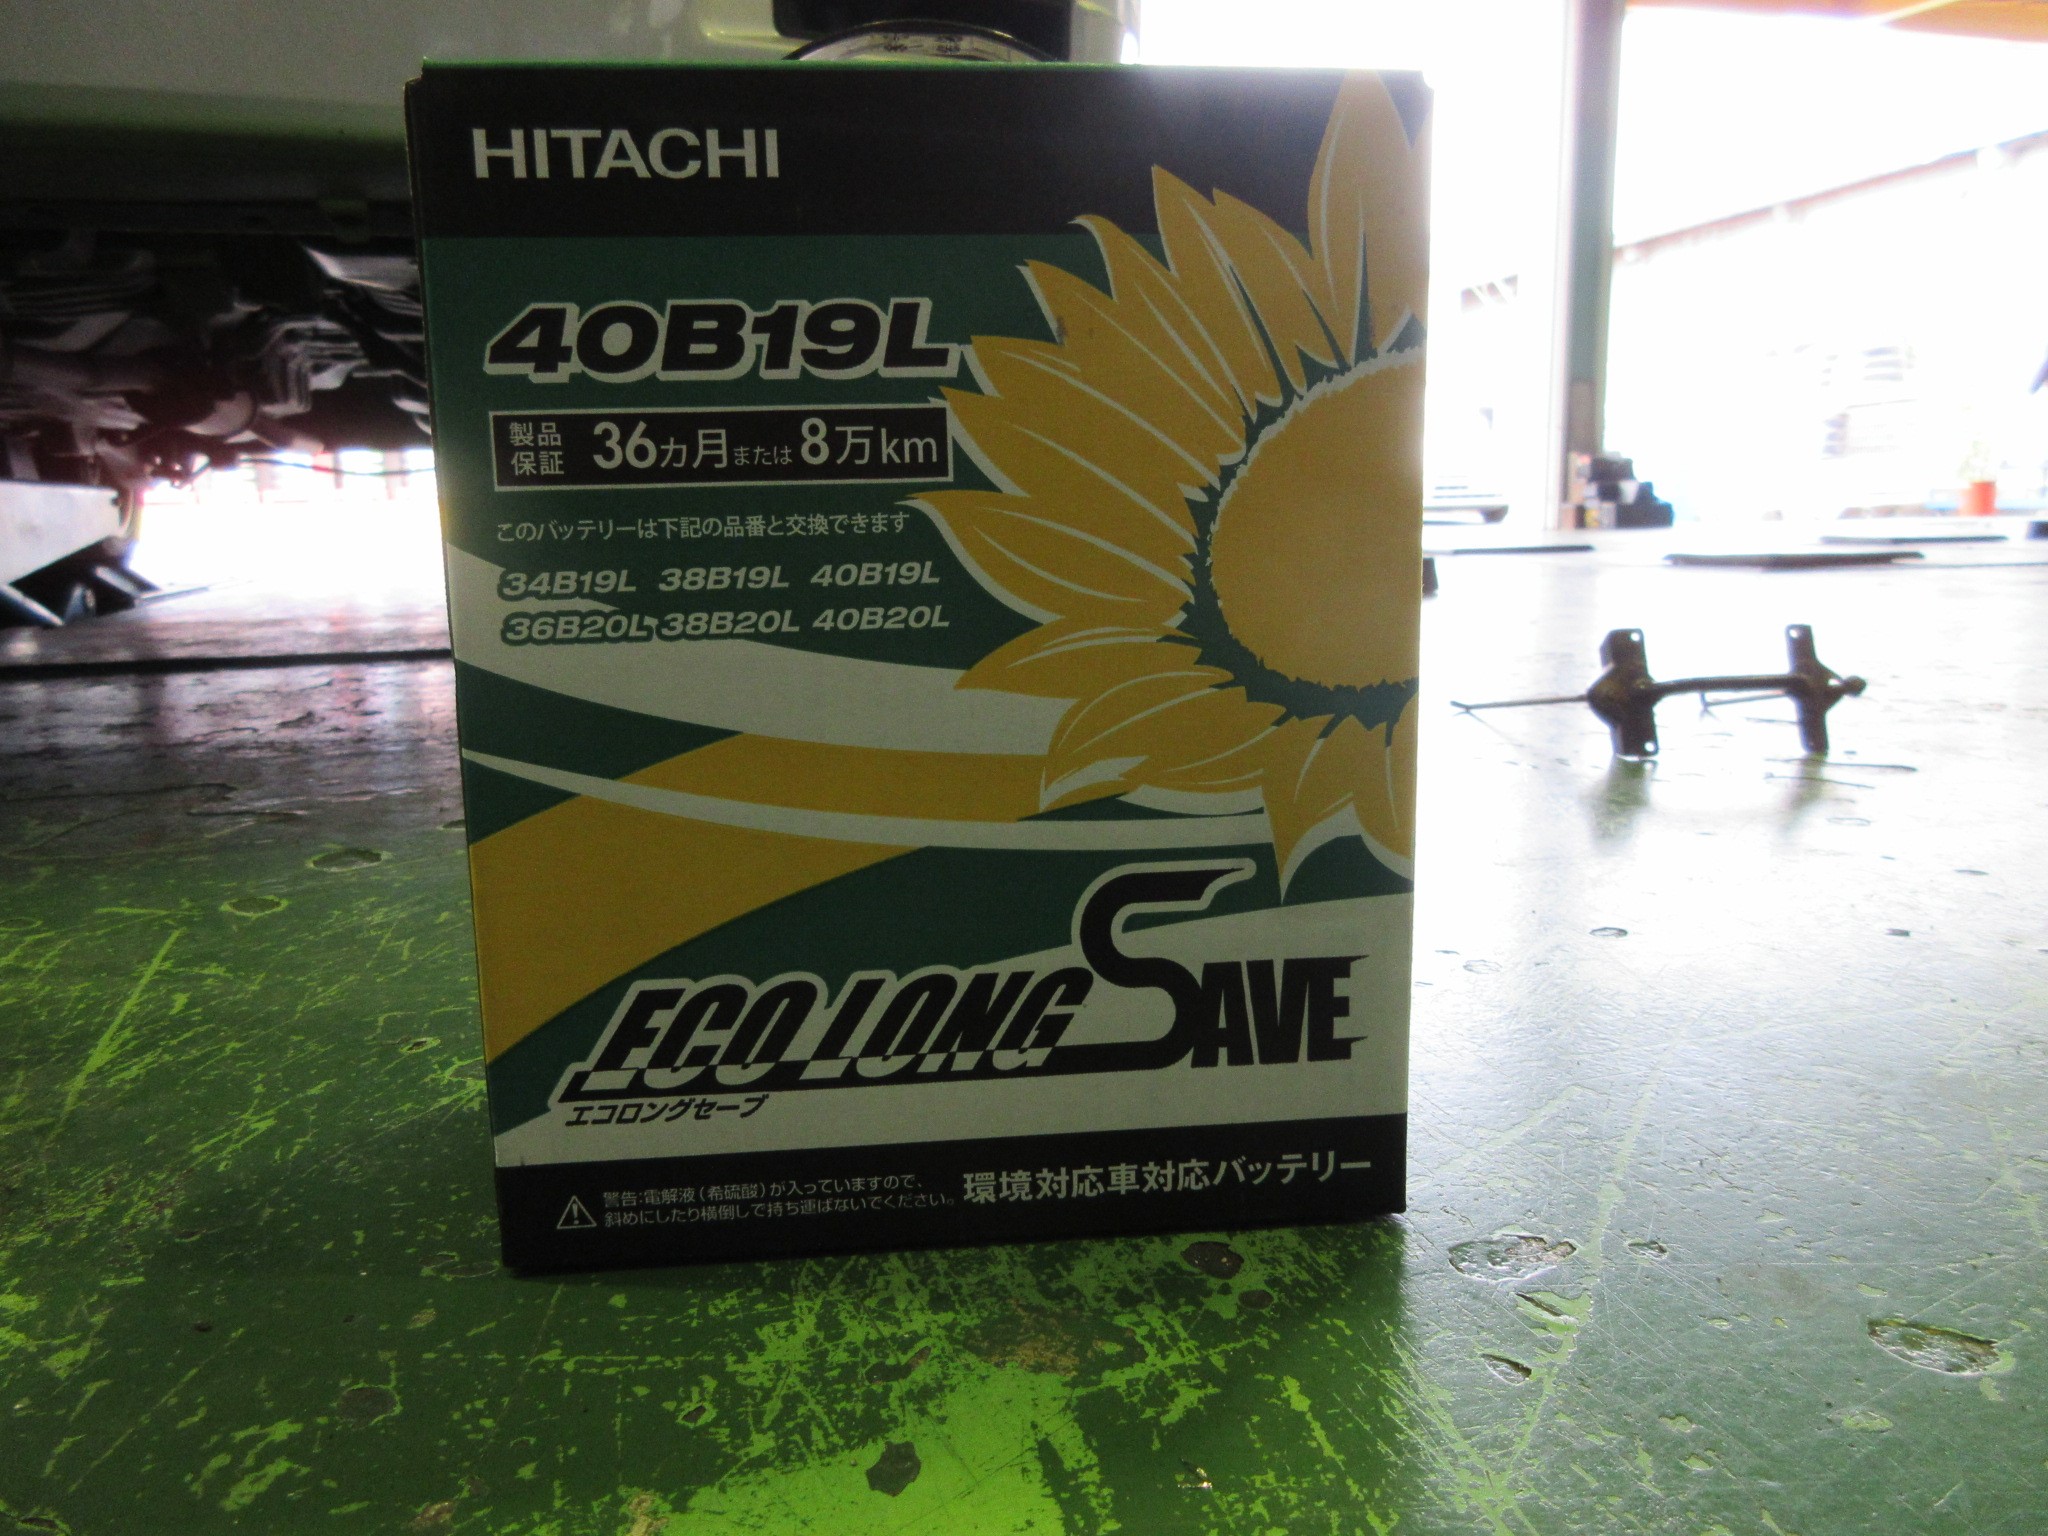 HITACHI
40B19L
製品保証 36カ月または8万km
このバッテリーは下記の品番と交換できます
34B19L 38B19L 40B19L
36B20L 38B20L 40B20L
ECO LONG SAVE
エコロングセーブ
警告:電解液(希硫酸)が入っていますので、
斜めにしたり横倒しで持ち運ばないでください。
環境対応車対応バッテリー